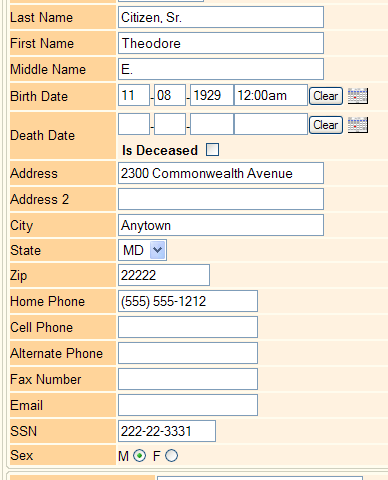 Last Name Citizen, Sr.
First Name Theodore
Middle Name E.
Birth Date 11 - 08 - 1929 12:00am Clear
Death Date - - Clear
Is Deceased
Address 2300 Commonwealth Avenue
Address 2
City Anytown
State MD
Zip 22222
Home Phone (555) 555-1212
Cell Phone
Alternate Phone
Fax Number
Email
SSN 222-22-3331
Sex M F